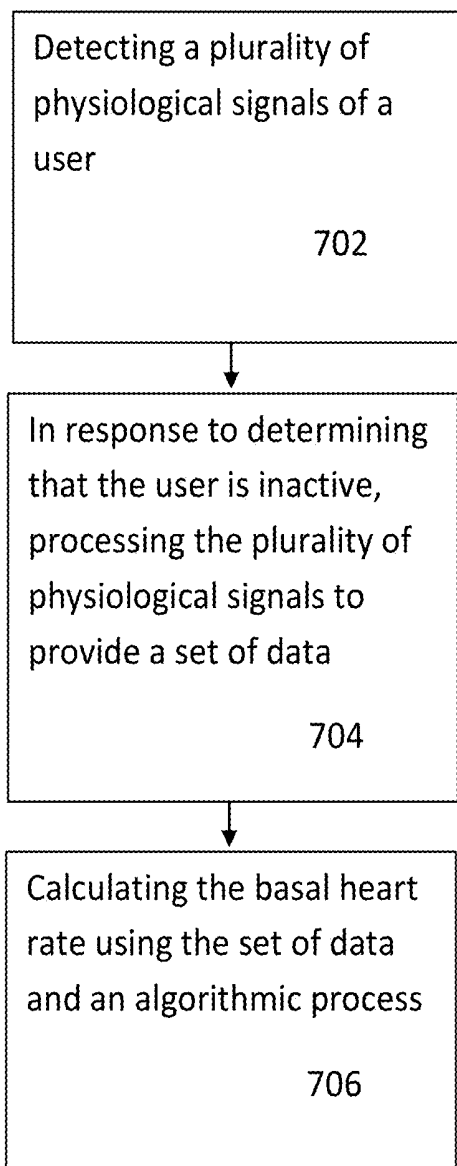 Detecting a plurality of
physiological signals of a
user
702
In response to determining
that the user is inactive,
processing the plurality of
physiological signals to
provide a set of data
704
Calculating the basal heart
rate using the set of data
and an algorithmic process
706